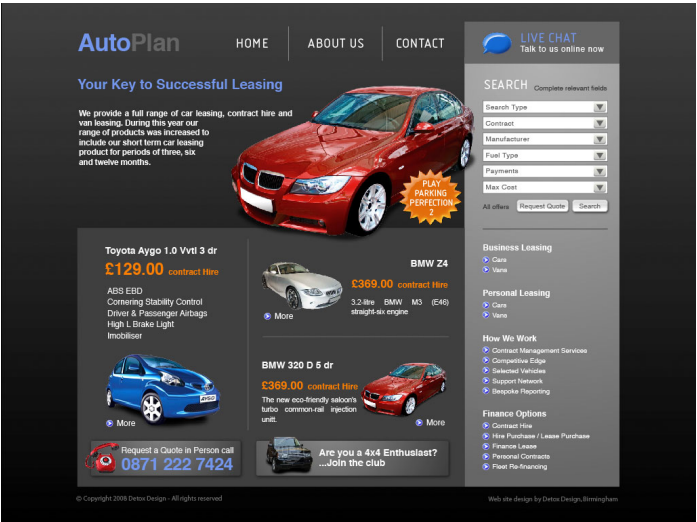 AutoPlan
HOME
ABOUT US
CONTACT
LIVE CHAT
Talk to us online now
Your Key to Successful Leasing
We provide a full range of car leasing, contract hire and
van leasing. During this year our
range of products was increased to
include our short term car leasing
product for periods of three, six
and twelve months.
PLAY
PARKING
PERFECTION
2
SEARCH
Complete relevant fields
Search Type
Contract
Manufacturer
Fuel Type
Payments
Max Cost
All offers
Request Quote
Search
Toyota Aygo 1.0 Vvti 3 dr
£129.00 contract Hire
ABS EBD
Cornering Stability Control
Driver & Passenger Airbags
High L Brake Light
Imobiliser
AYGO
More
BMW Z4
£369.00 contract Hire
3.2-litre BMW M3 (E46)
straight-six engine
More
BMW 320 D 5 dr
£369.00 contract Hire
The new eco-friendly saloon's
turbo common-rail injection
unitt.
More
Request a Quote in Person call
0871 222 7424
Are you a 4x4 Enthusiast?
...Join the club
Business Leasing
Cars
Vans
Personal Leasing
Cars
Vans
How We Work
Contract Management Services
Competitive Edge
Selected Vehicles
Support Network
Bespoke Reporting
Finance Options
Contract Hire
Hire Purchase / Lease Purchase
Finance Lease
Personal Contracts
Fleet Re-financing
© Copyright 2008 Detox Design - All rights reserved
Web site design by Detox Design, Birmingham